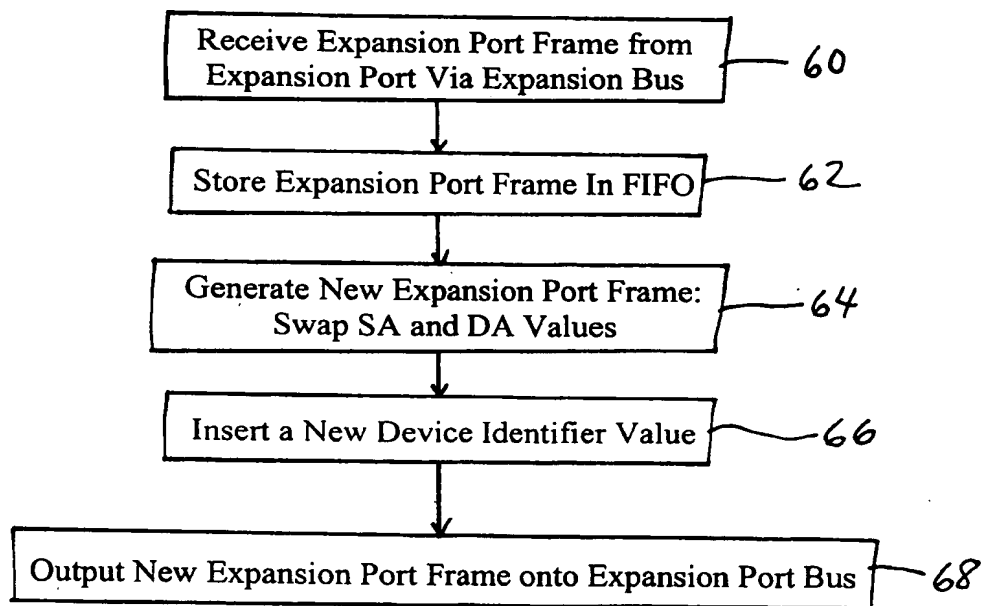 Receive Expansion Port Frame from
Expansion Port Via Expansion Bus
60
Store Expansion Port Frame In FIFO
62
Generate New Expansion Port Frame:
Swap SA and DA Values
64
Insert a New Device Identifier Value
66
Output New Expansion Port Frame onto Expansion Port Bus
68